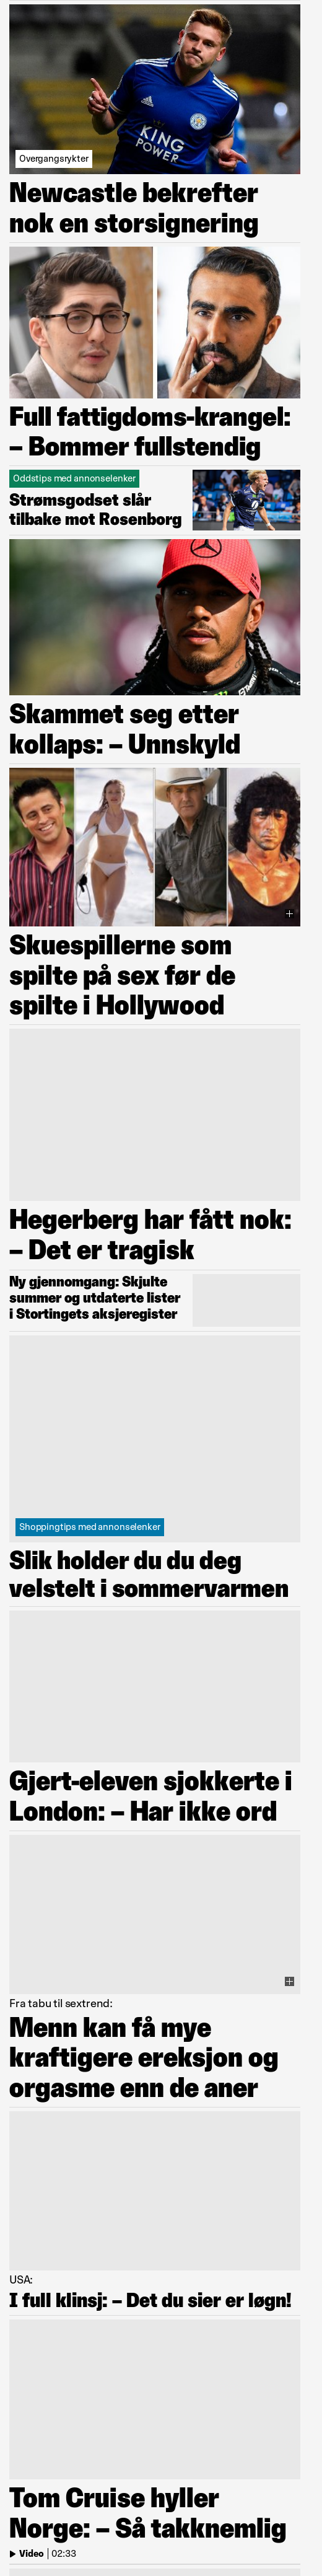 KING
POWER
Overgangsrykter
Newcastle bekrefter
nok en storsignering
Full fattigdoms-krangel:
– Bommer fullstendig
Oddstips med annonselenker
Strømsgodset slår
tilbake mot Rosenborg
Skammet seg etter
kollaps: – Unnskyld
Skuespillerne som
spilte på sex før de
spilte i Hollywood
Hegerberg har fått nok:
– Det er tragisk
Ny gjennomgang: Skjulte
summer og utdaterte lister
i Stortingets aksjeregister
Shoppingtips med annonselenker
Slik holder du du deg
velstelt i sommervarmen
Gjert-eleven sjokkerte i
London: – Har ikke ord
Fra tabu til sextrend:
Menn kan få mye
kraftigere ereksjon og
orgasme enn de aner
USA:
I full klinsj: – Det du sier er løgn!
Tom Cruise hyller
Norge: – Så takknemlig
Video | 02:33